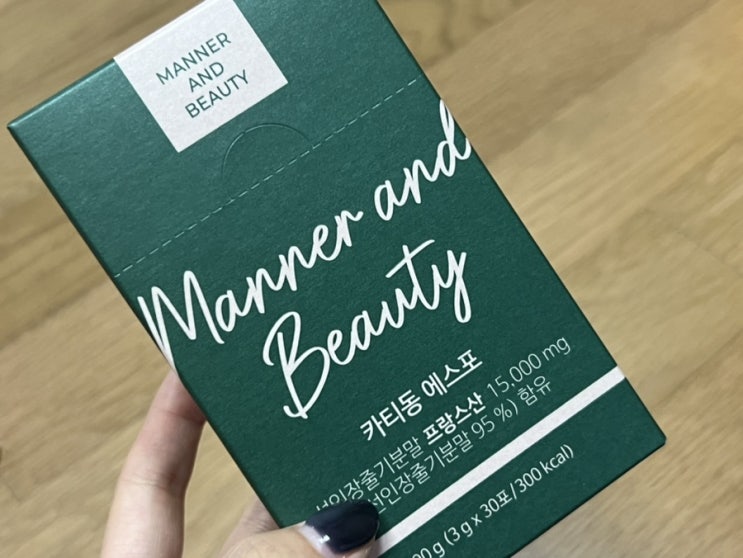 MANNER
AND
BEAUTY
Manner and
Beauty
카티동 에스포
선인장줄기분말 프랑스산 15,000 mg
선인장줄기분말 95 %) 함유
(3 g x 30포/300 kcal)